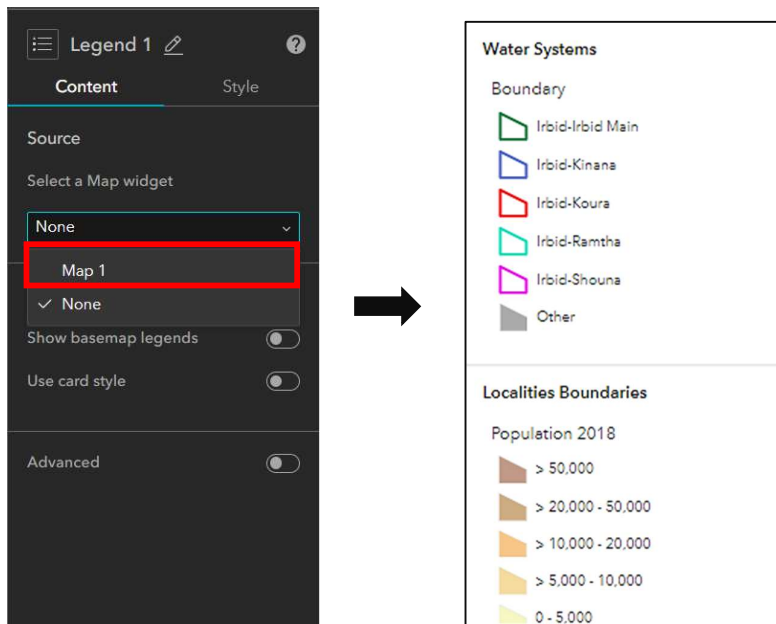 Legend 1
Content Style
Source
Select a Map widget
None
Map 1
None
Show basemap legends
Use card style
Advanced
Water Systems
Boundary
Irbid-Irbid Main
Irbid-Kinana
Irbid-Koura
Irbid-Ramtha
Irbid-Shouna
Other
Localities Boundaries
Population 2018
> 50,000
> 20,000 - 50,000
> 10,000 - 20,000
> 5,000 - 10,000
0 - 5,000